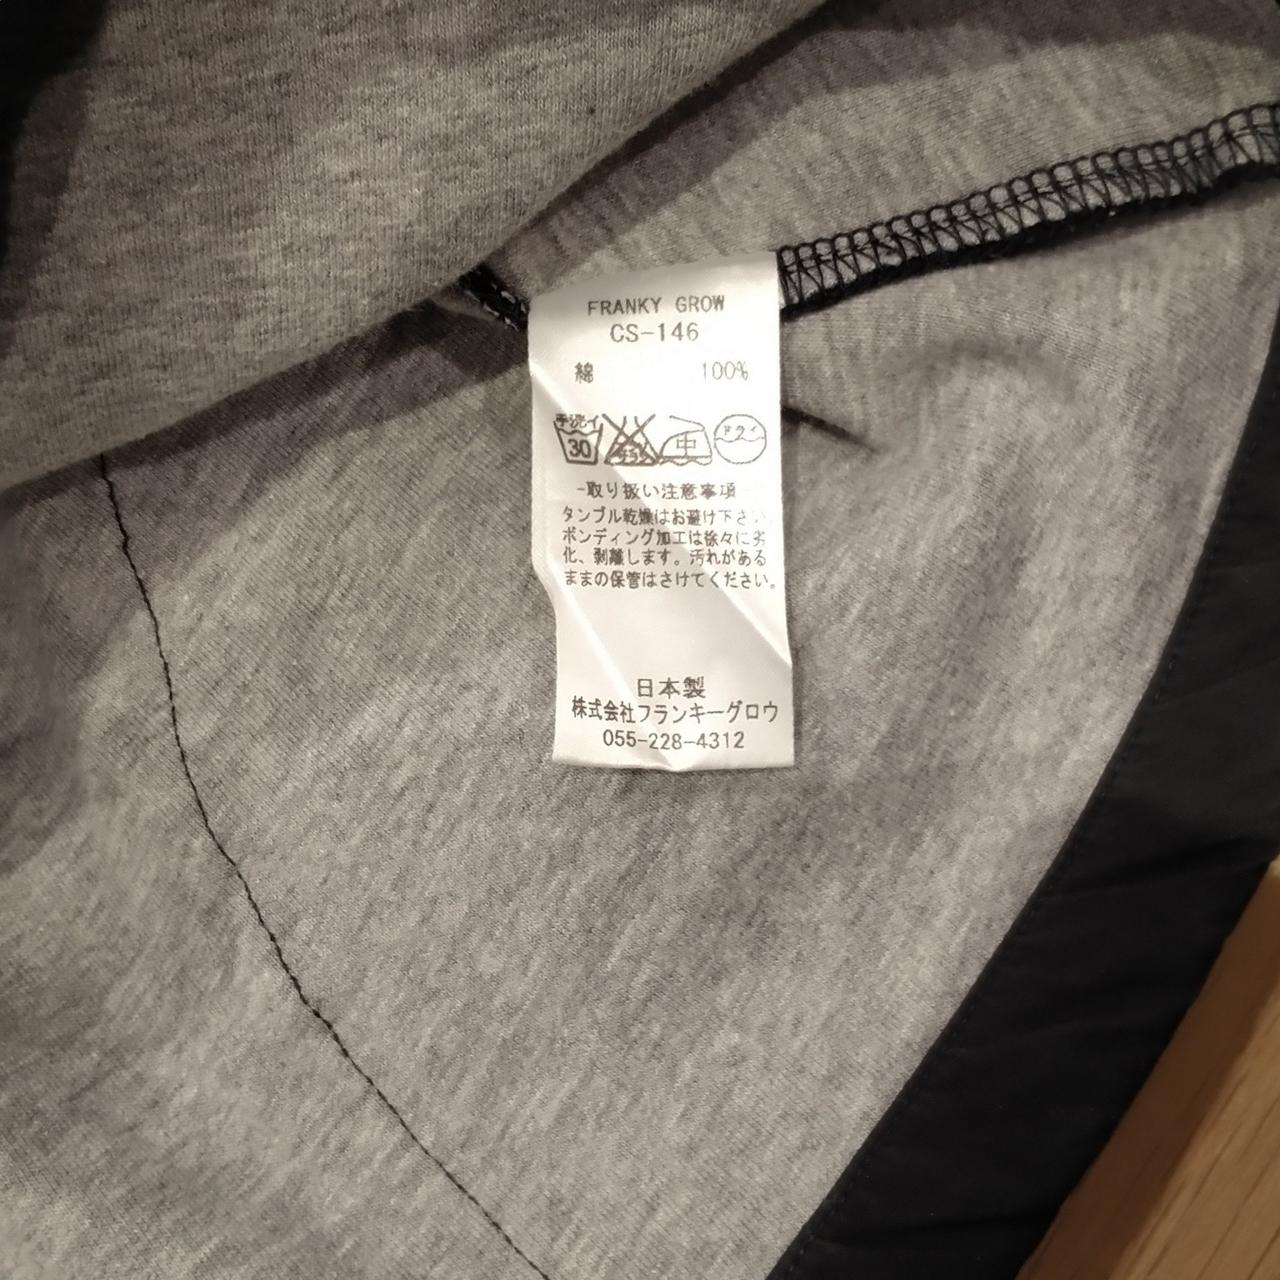 FRANKY GROW
CS-146
綿 100%
手洗イ
30 中 ドライ
-取り扱い注意事項-
タンブル乾燥はお避け下さい。
ボンディング加工は徐々に劣
化、剥離します。汚れがある
ままの保管はさけてください。
日本製
株式会社フランキーグロウ
055-228-4312